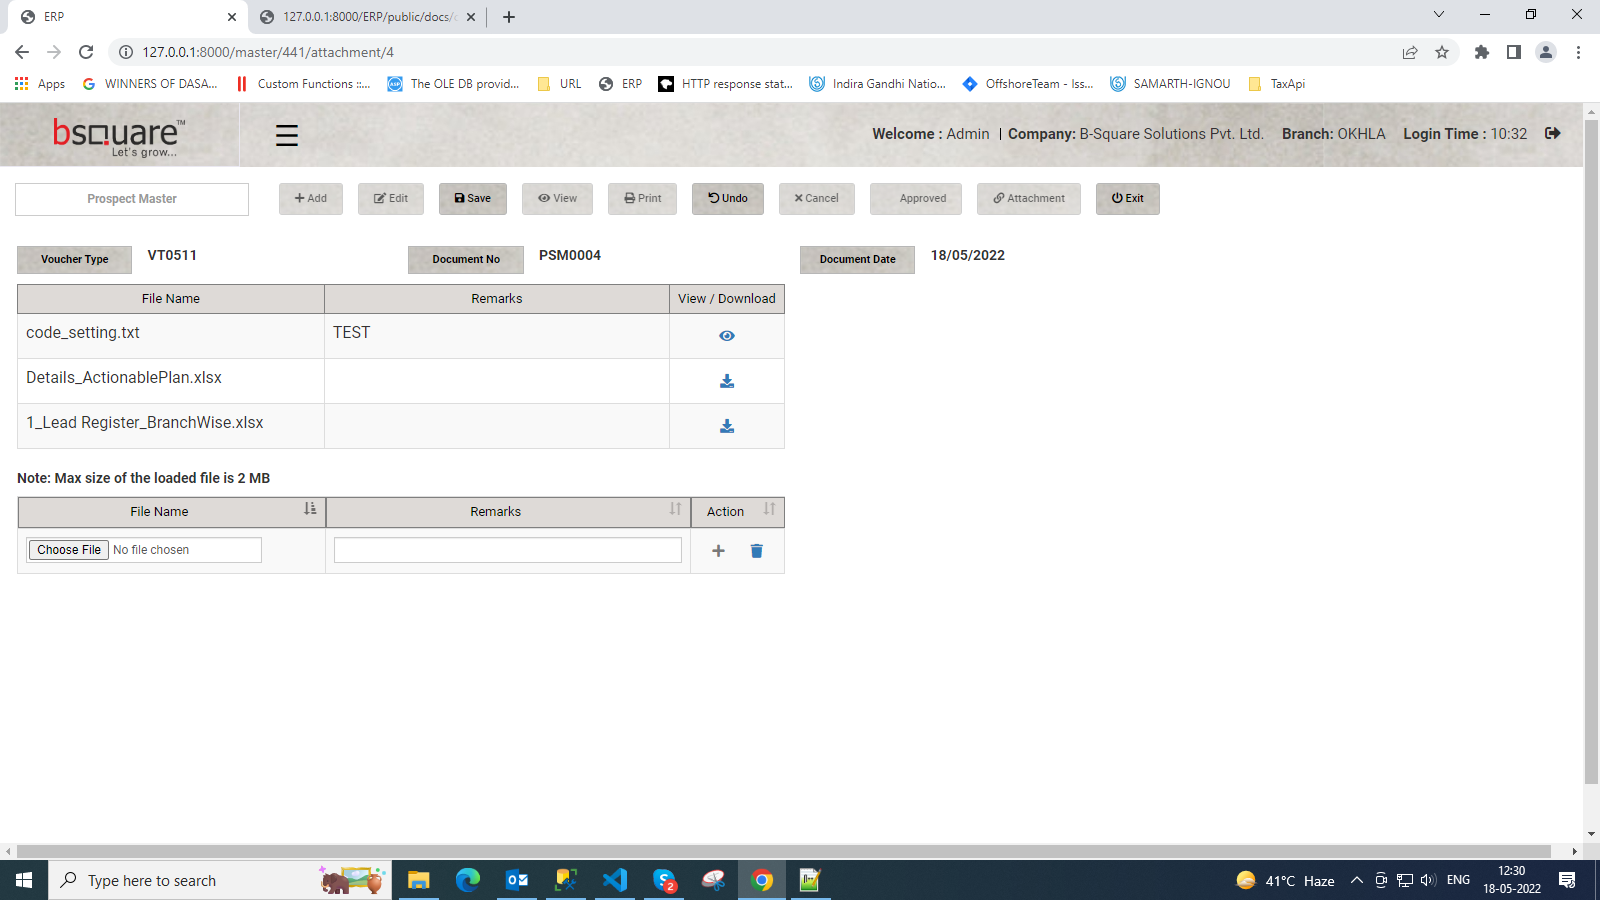 ERP
127.0.0.1:8000/ERP/public/docs/
127.0.0.1:8000/master/441/attachment/4
Apps
WINNERS OF DASA...
Custom Functions ::...
The OLE DB provid...
URL
ERP
HTTP response stat...
Indira Gandhi Natio...
OffshoreTeam - Iss...
SAMARTH-IGNOU
TaxApi
bsquare™
Let's grow...
Welcome : Admin | Company: B-Square Solutions Pvt. Ltd. Branch: OKHLA Login Time : 10:32
Prospect Master
Add
Edit
Save
View
Print
Undo
Cancel
Approved
Attachment
Exit
Voucher Type VT0511 Document No PSM0004 Document Date 18/05/2022
File Name Remarks View / Download
code_setting.txt TEST
Details_ActionablePlan.xlsx
1_Lead Register_BranchWise.xlsx
Note: Max size of the loaded file is 2 MB
File Name Remarks Action
Choose File No file chosen
Type here to search
2
41°C Haze
ENG
12:30
18-05-2022